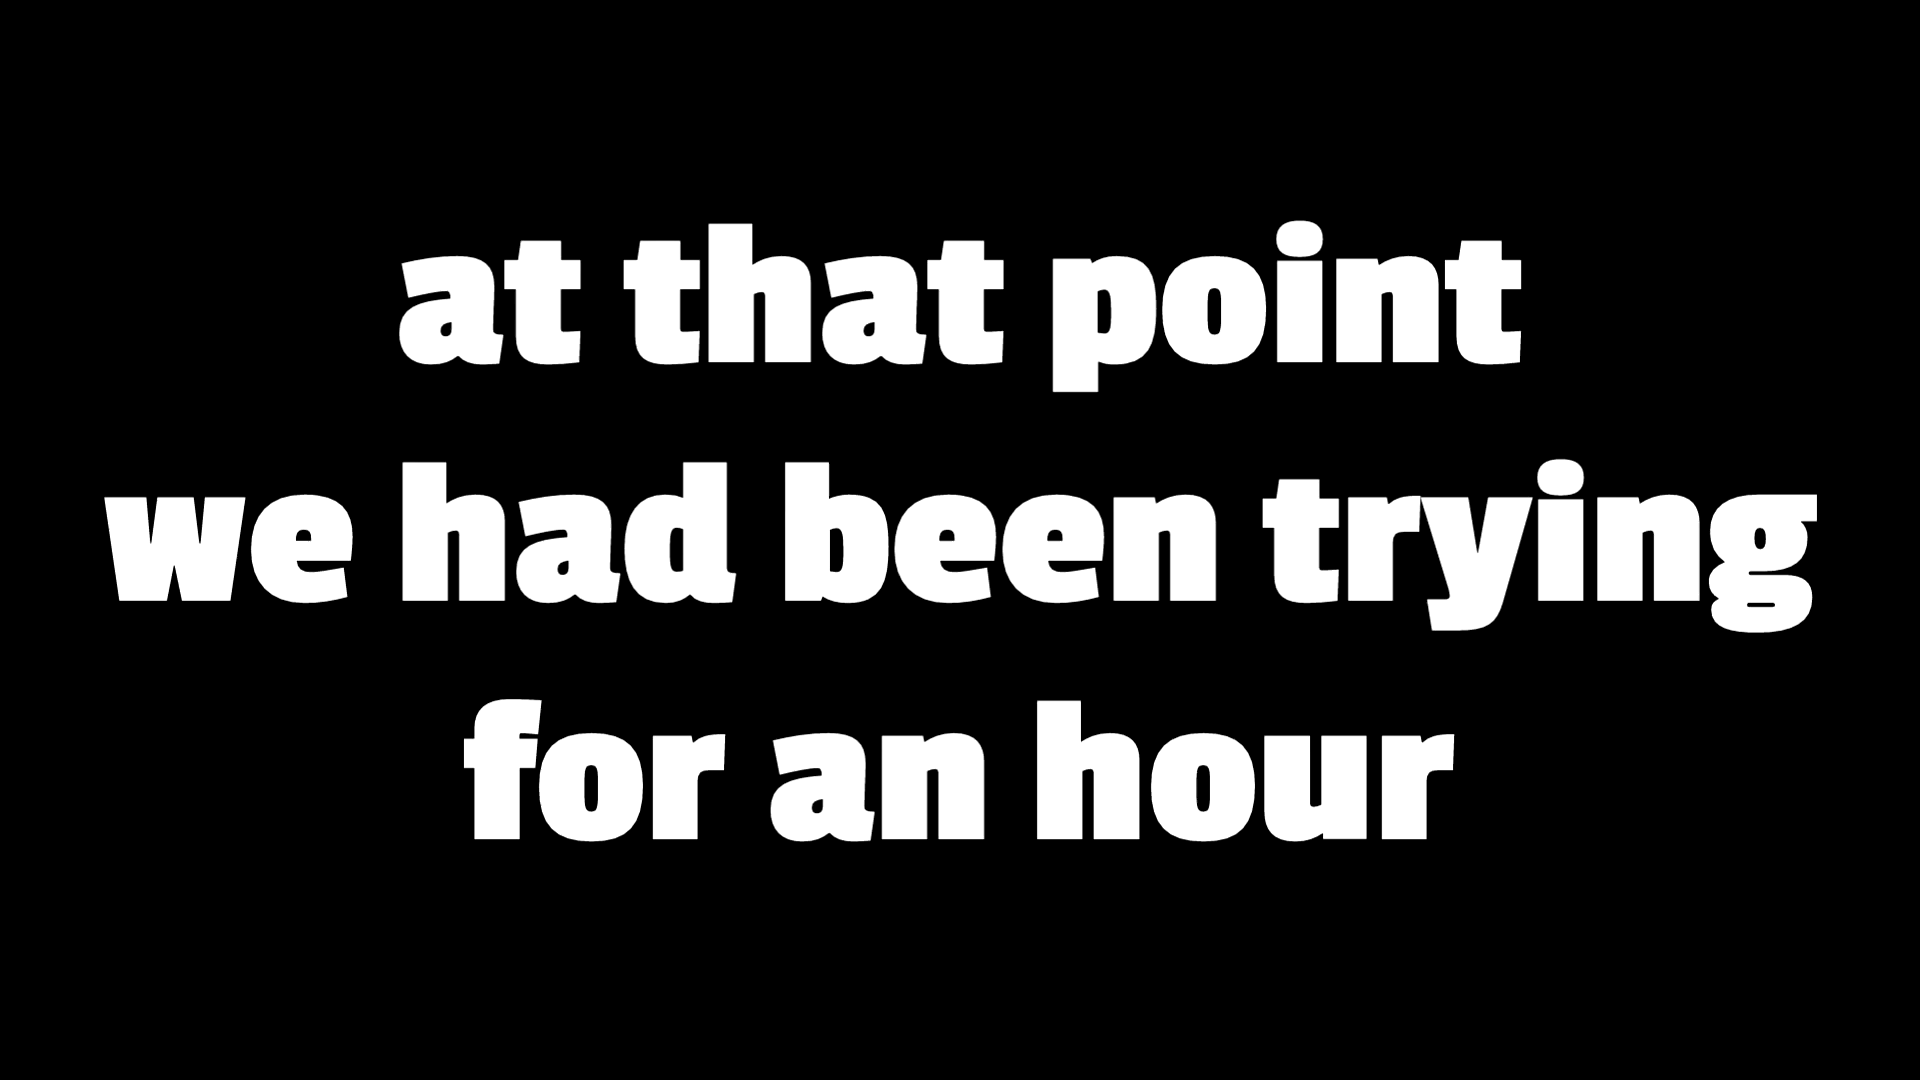 at that point
we had been trying
for an hour